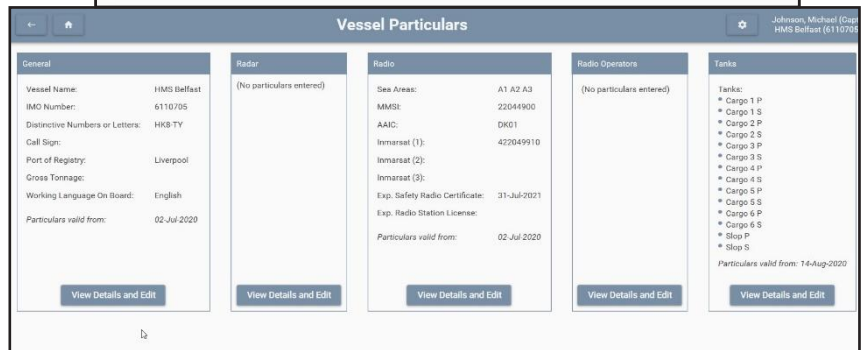 Vessel Particulars
Johnson, Michael (Capt
HMS Belfast (6110705
General
Vessel Name: HMS Belfast
IMO Number: 6110705
Distinctive Numbers or Letters: HK8-TY
Call Sign:
Port of Registry: Liverpool
Gross Tonnage:
Working Language On Board: English
Particulars valid from: 02-Jul-2020
View Details and Edit
Radar
(No particulars entered)
View Details and Edit
Radio
Sea Areas: A1 A2 A3
MMSI: 22044900
AAIC: DK01
Inmarsat (1): 422049910
Inmarsat (2):
Inmarsat (3):
Exp. Safety Radio Certificate: 31-Jul-2021
Exp. Radio Station License:
Particulars valid from: 02-Jul-2020
View Details and Edit
Radio Operators
(No particulars entered)
View Details and Edit
Tanks
Tanks:
Cargo 1 P
Cargo 1 S
Cargo 2 P
Cargo 2 S
Cargo 3 P
Cargo 3 S
Cargo 4 P
Cargo 4 S
Cargo 5 P
Cargo 5 S
Cargo 6 P
Cargo 6 S
Slop P
Slop S
Particulars valid from: 14-Aug-2020
View Details and Edit